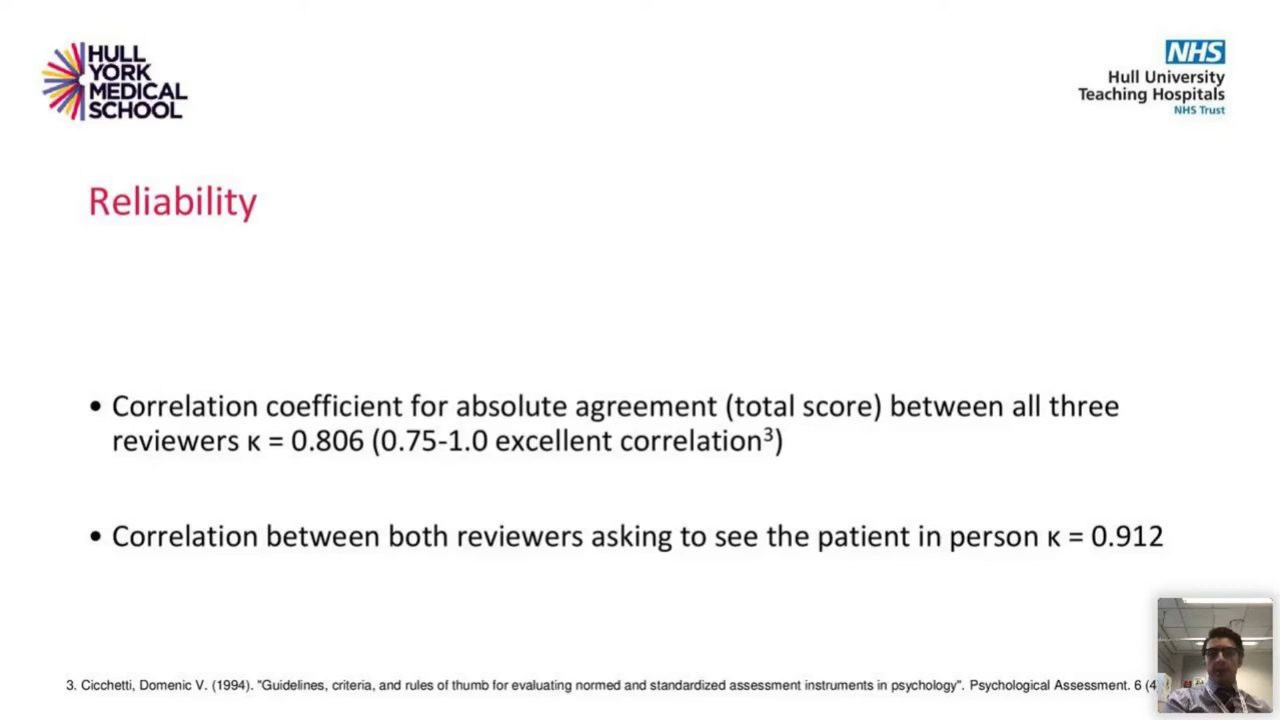 HULL
YORK
MEDICAL
SCHOOL
NHS
Hull University
Teaching Hospitals
NHS Trust
Reliability
• Correlation coefficient for absolute agreement (total score) between all three
reviewers κ = 0.806 (0.75-1.0 excellent correlation³)
• Correlation between both reviewers asking to see the patient in person κ = 0.912
3. Cicchetti, Domenic V. (1994). "Guidelines, criteria, and rules of thumb for evaluating normed and standardized assessment instruments in psychology". Psychological Assessment. 6 (4